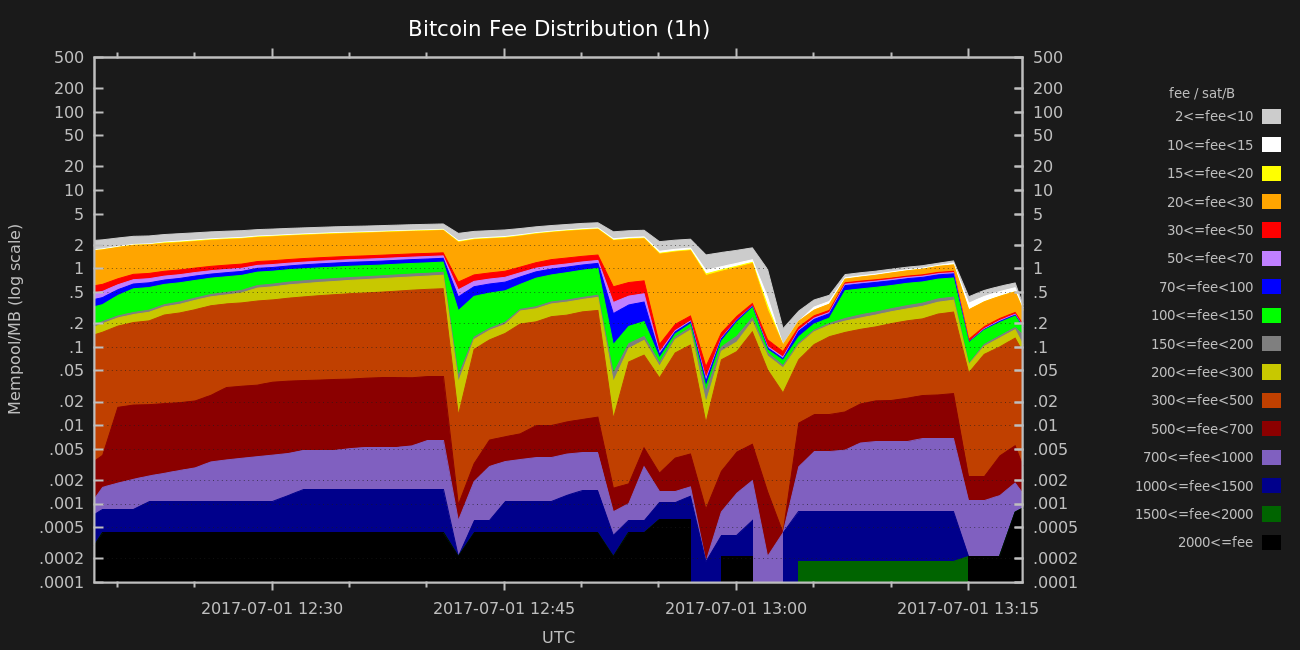 Bitcoin Fee Distribution (1h)
500
200
100
50
20
10
5
2
1
.5
.2
.1
.05
.02
.01
.005
.002
.001
.0005
.0002
.0001
Mempool/MB (log scale)
500
200
100
50
20
10
5
2
1
.5
.2
.1
.05
.02
.01
.005
.002
.001
.0005
.0002
.0001
2017-07-01 12:30
2017-07-01 12:45
2017-07-01 13:00
2017-07-01 13:15
UTC
fee / sat/B
2<=fee<10
10<=fee<15
15<=fee<20
20<=fee<30
30<=fee<50
50<=fee<70
70<=fee<100
100<=fee<150
150<=fee<200
200<=fee<300
300<=fee<500
500<=fee<700
700<=fee<1000
1000<=fee<1500
1500<=fee<2000
2000<=fee